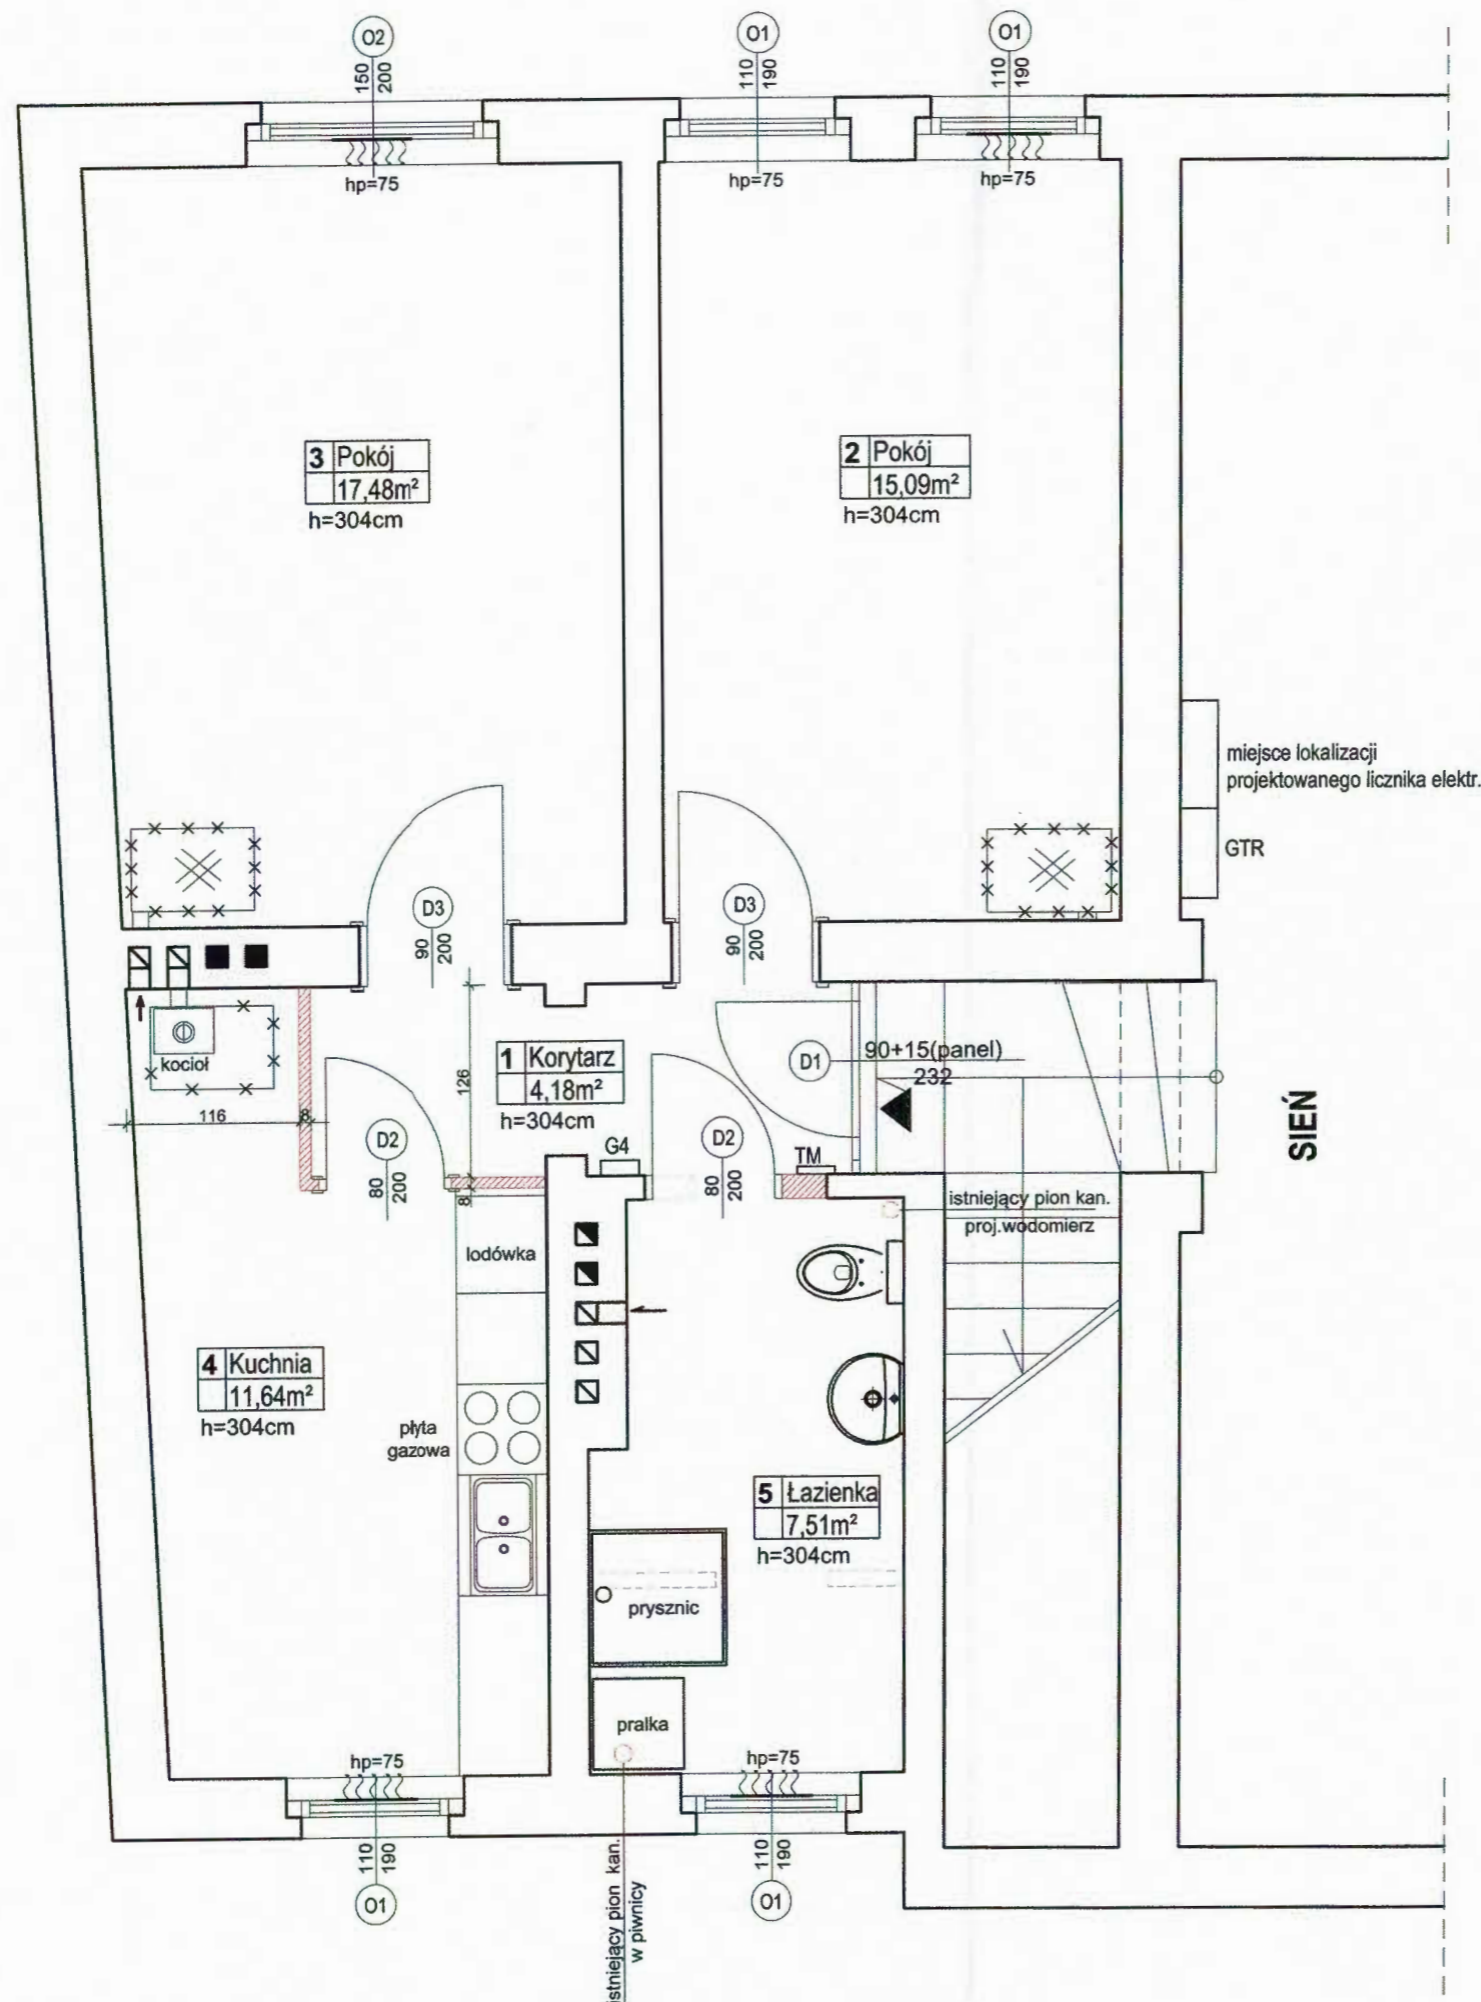 O2
150
200
hp=75
O1
110
190
hp=75
O1
110
190
hp=75
3 Pokój
17,48m²
h=304cm
2 Pokój
15,09m²
h=304cm
miejsce lokalizacji
projektowanego licznika elektr.
GTR
D3
90
200
D3
90
200
kocioł
116
8
126
1 Korytarz
4,18m²
h=304cm
D1
90+15(panel)
232
SIEŃ
D2
80
200
G4
D2
80
200
TM
8
istniejący pion kan.
proj.wodomierz
lodówka
4 Kuchnia
11,64m²
h=304cm
płyta
gazowa
5 Łazienka
7,51m²
h=304cm
prysznic
pralka
hp=75
110
190
O1
hp=75
110
190
O1
istniejący pion kan.
w piwnicy